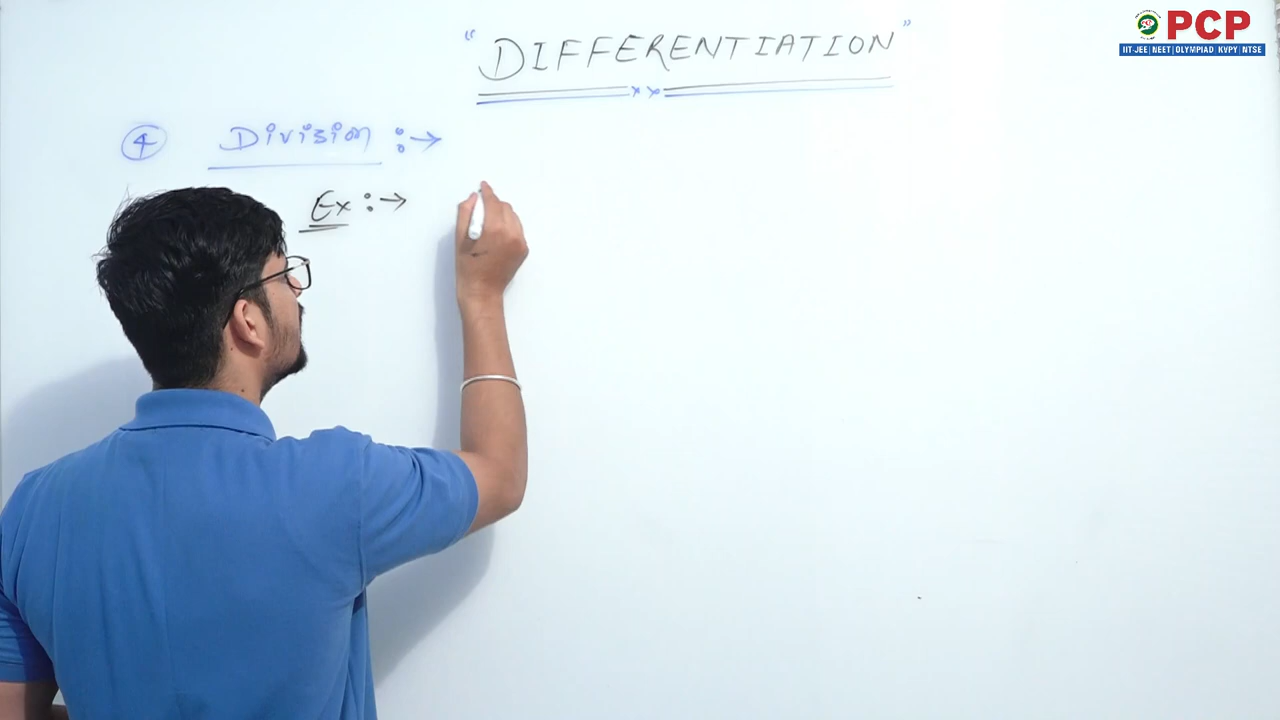 "DIFFERENTIATION"
PCP
IIT-JEE | NEET | OLYMPIAD | KVPY | NTSE
④ Division :→
Ex :→